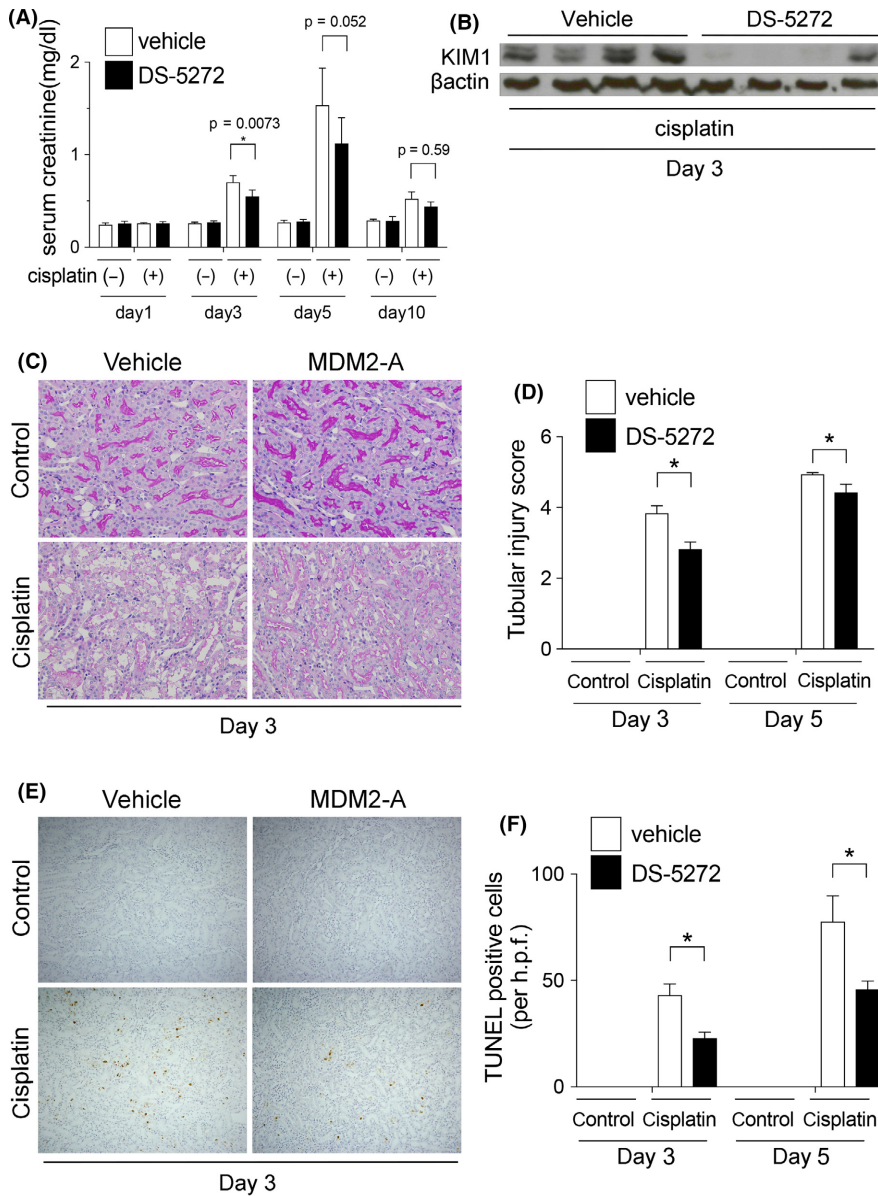 (A)
vehicle
DS-5272
p = 0.052
p = 0.0073
*
p = 0.59
serum creatinine(mg/dl)
2
1
0
cisplatin (−) (+) (−) (+) (−) (+) (−) (+)
day1 day3 day5 day10
(B)
Vehicle DS-5272
KIM1
βactin
cisplatin
Day 3
(C)
Vehicle MDM2-A
Control
Cisplatin
Day 3
(D)
vehicle
DS-5272
Tubular injury score
6
4
2
0
* *
Control Cisplatin Control Cisplatin
Day 3 Day 5
(E)
Vehicle MDM2-A
Control
Cisplatin
Day 3
(F)
vehicle
DS-5272
TUNEL positive cells
(per h.p.f.)
100
50
0
* *
Control Cisplatin Control Cisplatin
Day 3 Day 5